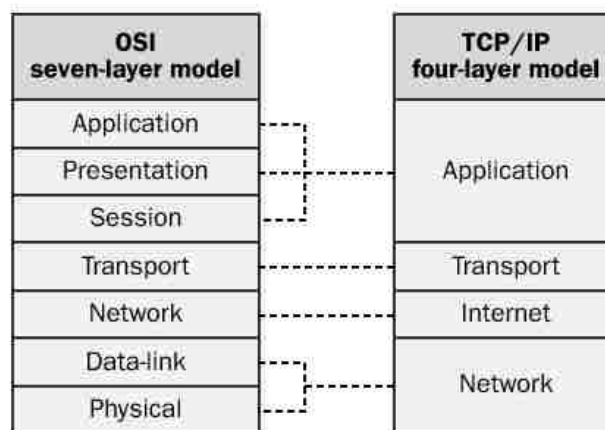 OSI
seven-layer model
Application
Presentation
Session
Transport
Network
Data-link
Physical
TCP/IP
four-layer model
Application
Transport
Internet
Network